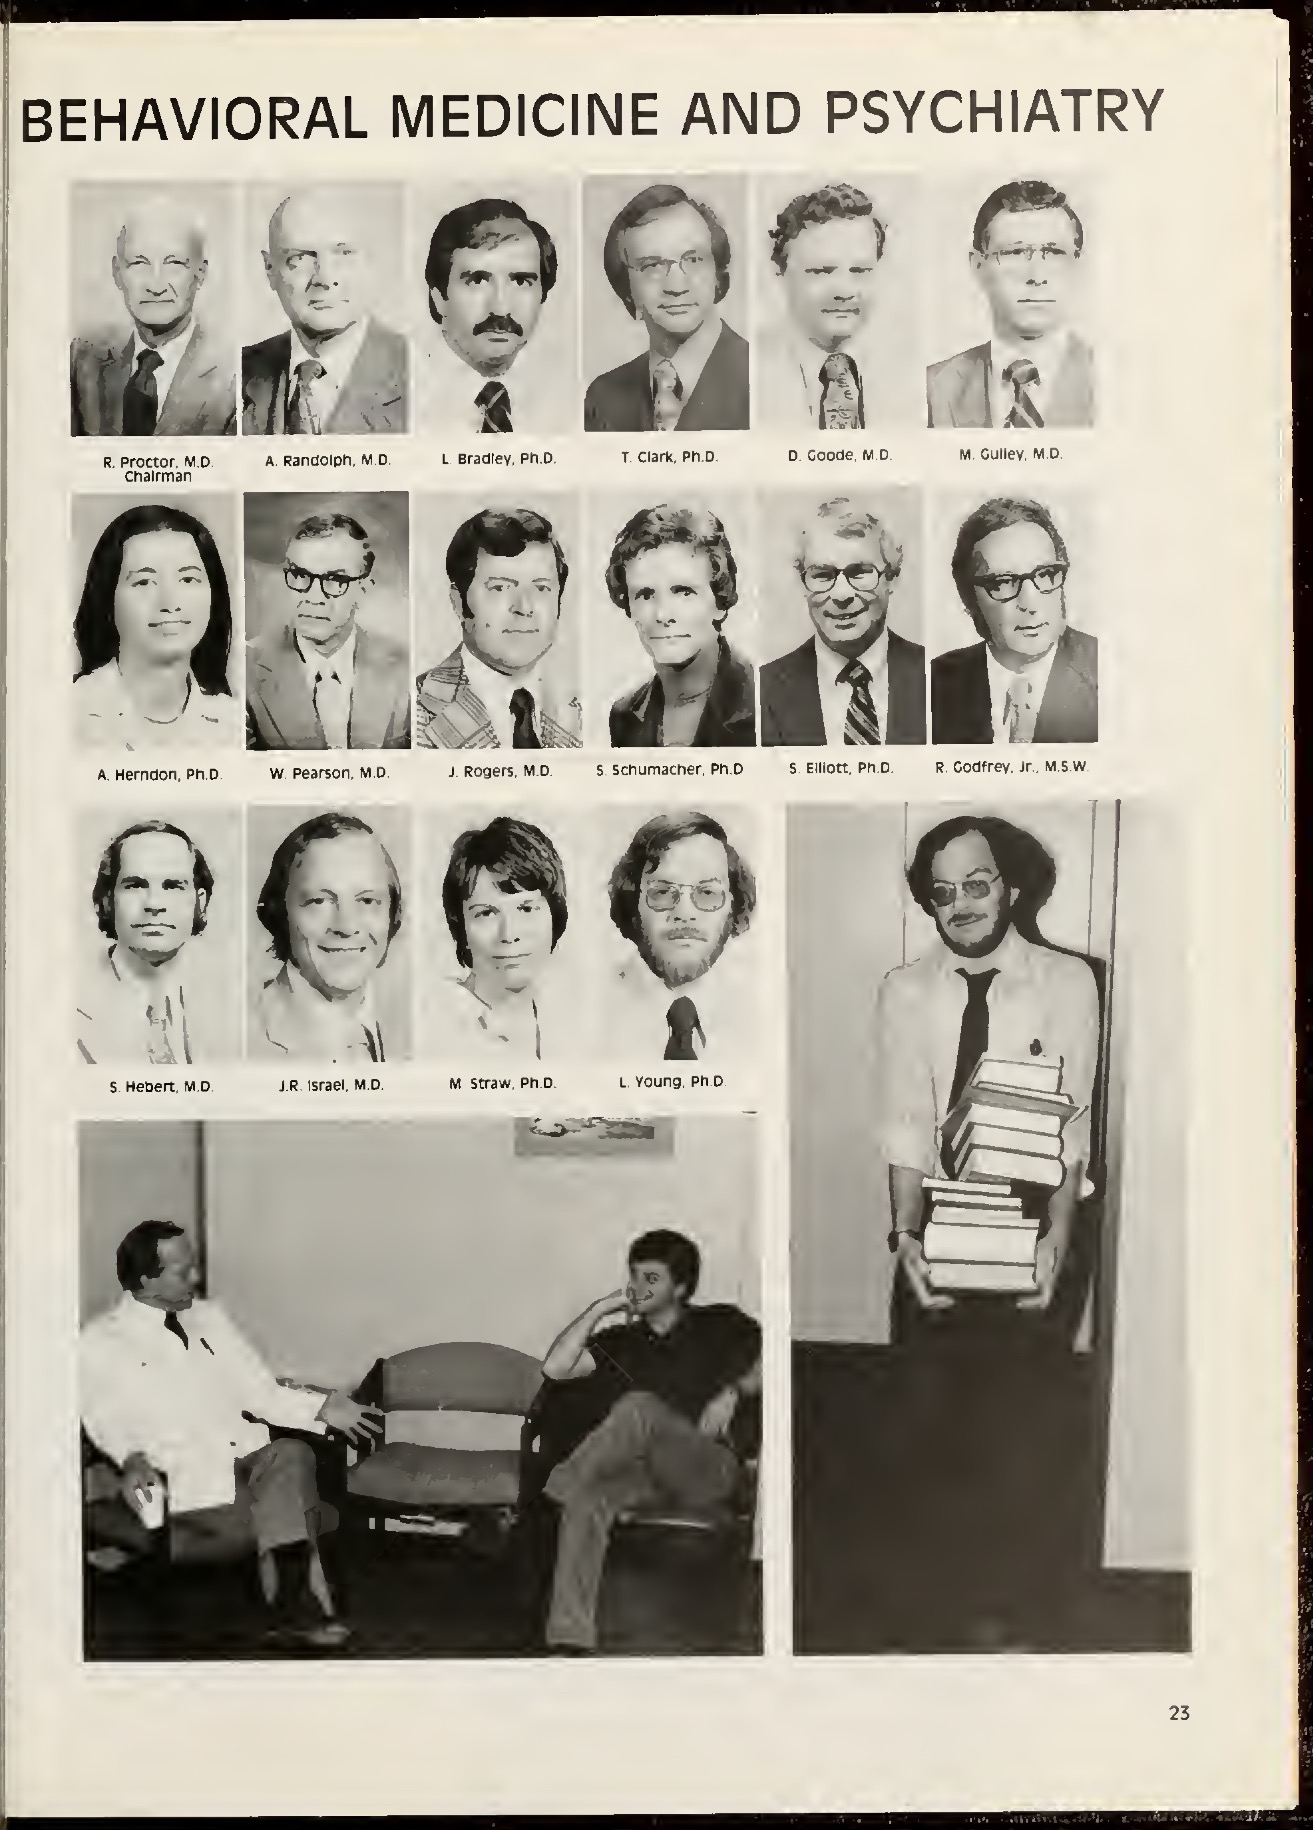 BEHAVIORAL MEDICINE AND PSYCHIATRY
R. Proctor, M.D.
Chairman
A. Randolph, M.D.
L Bradley, Ph.D.
T. Clark, Ph.D.
D. Goode, M.D.
M. Gulley, M.D.
A. Herndon, Ph.D.
W. Pearson, M.D.
J. Rogers, M.D.
S. Schumacher, Ph.D
S. Elliott, Ph.D.
R. Godfrey, Jr., M.S.W.
S. Hebert, M.D.
J.R. Israel, M.D.
M Straw, Ph.D.
L. Young, Ph.D.
23